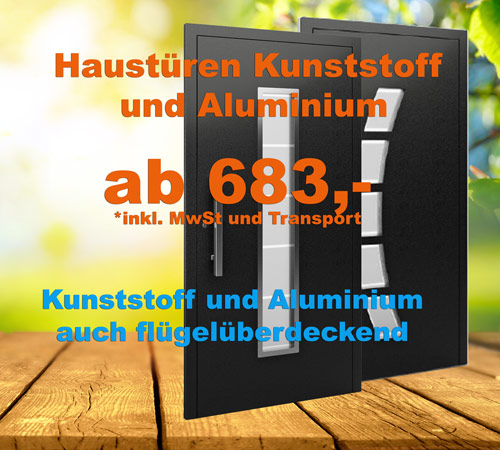 Haustüren Kunststoff
und Aluminium
ab 683,-
*inkl. MwSt und Transport
Kunststoff und Aluminium
auch flügelüberdeckend